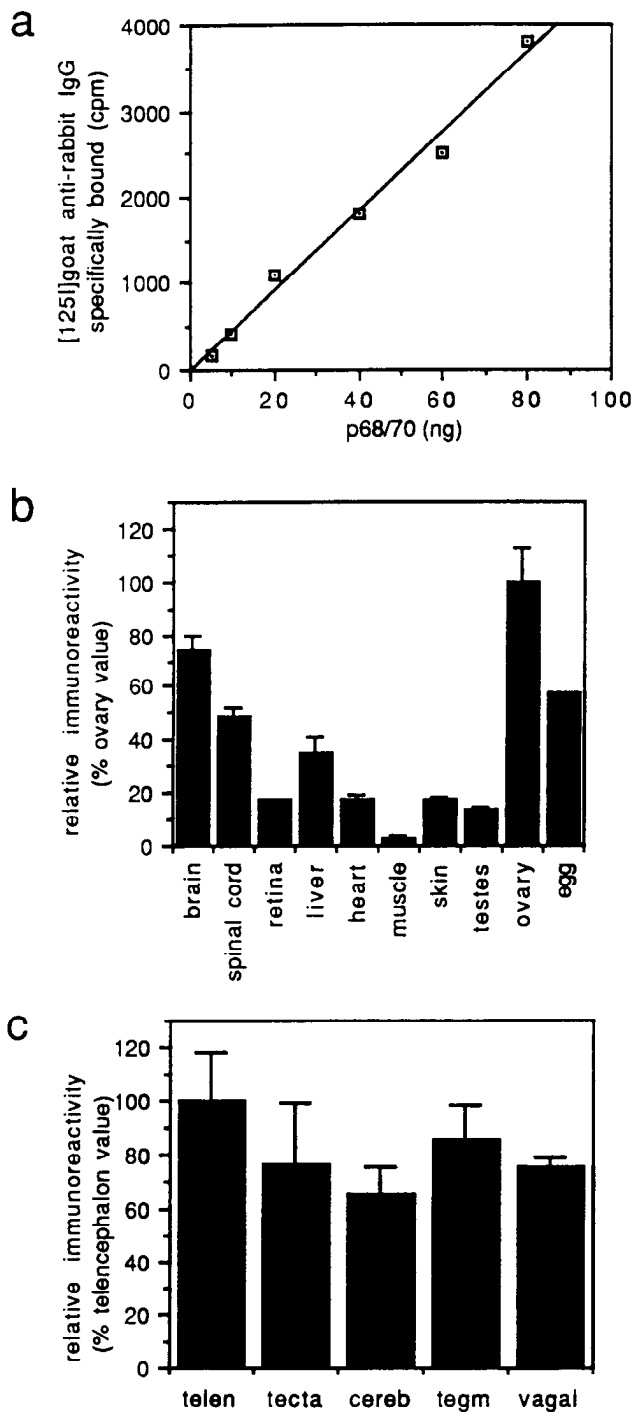 a
[125I]goat anti-rabbit IgG
specifically bound (cpm)
4000
3000
2000
1000
0
0 20 40 60 80 100
p68/70 (ng)
b
relative immunoreactivity
(% ovary value)
120
100
80
60
40
20
0
brain
spinal cord
retina
liver
heart
muscle
skin
testes
ovary
egg
c
relative immunoreactivity
(% telencephalon value)
120
100
80
60
40
20
0
telen tecta cereb tegm vagal